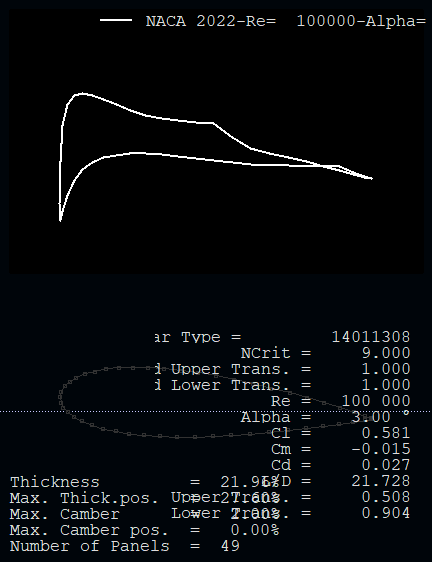 NACA 2022-Re=  100000-Alpha=
ar Type =  14011308
NCrit =  9.000
d Upper Trans. =  1.000
d Lower Trans. =  1.000
Re =  100 000
Alpha =  3.00 °
Cl =  0.581
Cm =  -0.015
Cd =  0.027
L/D =  21.728
Upper Trans. =  0.508
Lower Trans. =  0.904
Thickness  =  21.96%
Max. Thick.pos.  =  27.60%
Max. Camber  =  2.00%
Max. Camber pos.  =  0.00%
Number of Panels  =  49